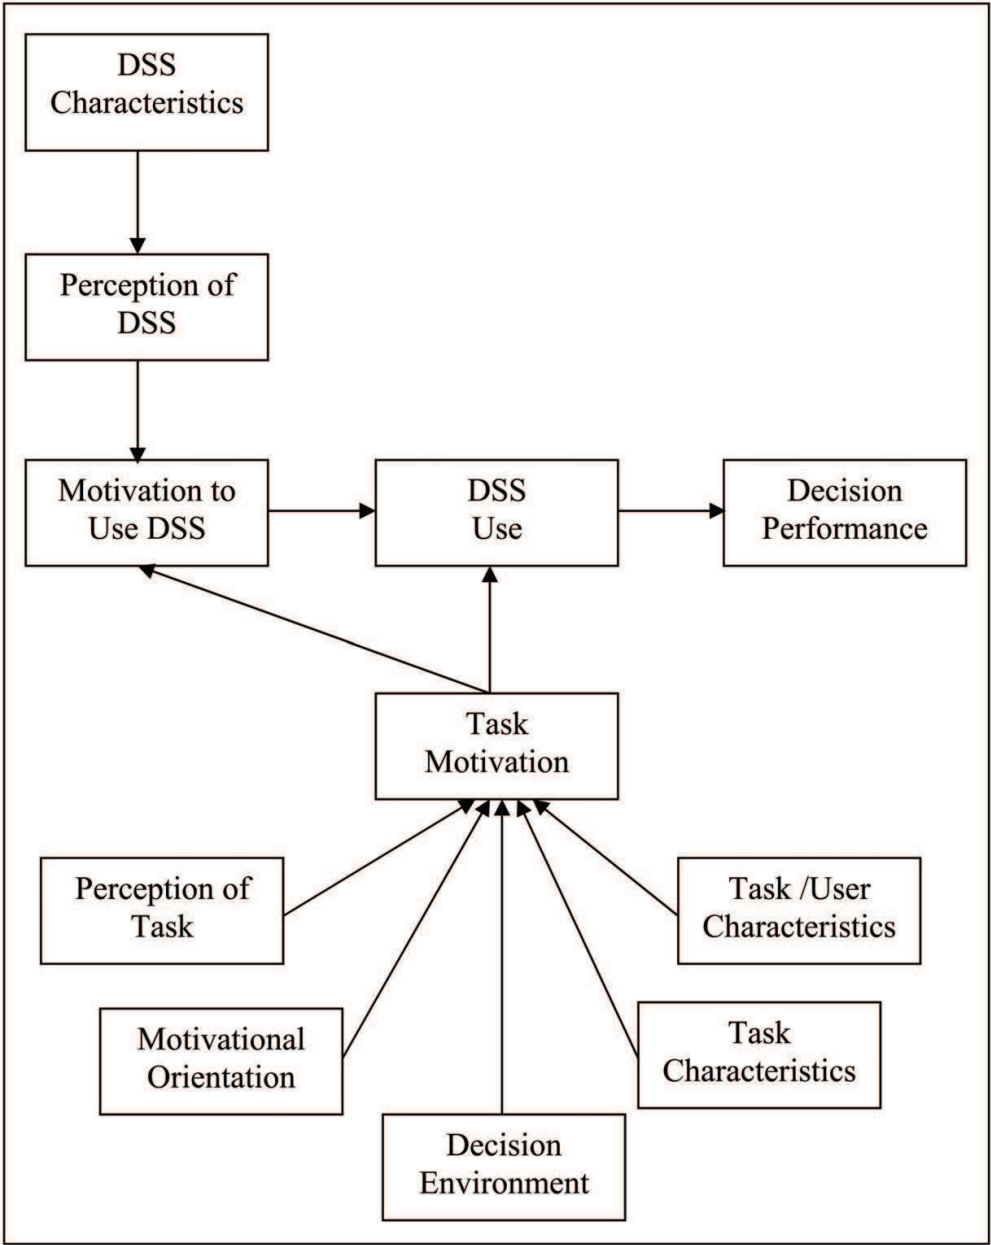 DSS
Characteristics
Perception of
DSS
Motivation to
Use DSS
DSS
Use
Decision
Performance
Task
Motivation
Perception of
Task
Task /User
Characteristics
Motivational
Orientation
Task
Characteristics
Decision
Environment